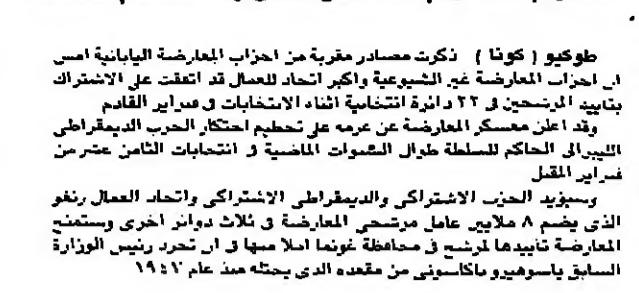 طوكيو ( كونا ) ذكرت مصادر مقربة من احزاب المعارضة اليابانية امس
ان احزاب المعارضة غير الشيوعية واكبر اتحاد للعمال قد اتفقت على الاشتراك
بتاييد المرشحين في ٢٢ دائرة انتخابية اثناء الانتخابات في فبراير القادم
وقد اعلن معسكر المعارضة عن عزمه على تحطيم احتكار الحزب الديمقراطي
الليبرالي الحاكم للسلطة طوال السنوات الماضية في انتخابات الثامن عشر من
فبراير المقبل
وسيؤيد الحزب الاشتراكي والديمقراطي الاشتراكي واتحاد العمال رنغو
الذي يضم ٨ ملايين عامل مرشحي المعارضة في ثلاث دوائر اخرى وستمنح
المعارضة تأييدها لمرشح في محافظة غونما املا منها في ان تجرد رئيس الوزارة
السابق ياسوهيرو ناكاسوني من مقعده الذي يحتله منذ عام